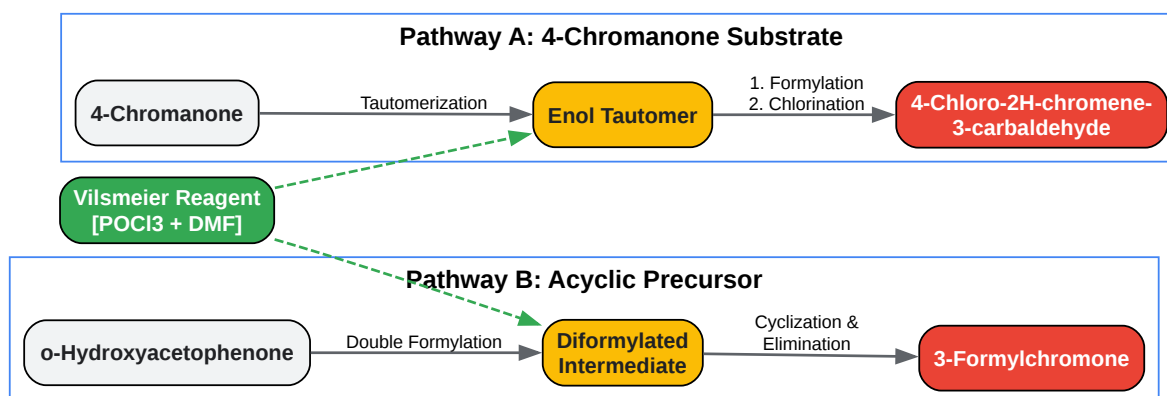 Pathway A: 4-Chromanone Substrate
4-Chromanone
Tautomerization
Enol Tautomer
1. Formylation
2. Chlorination
4-Chloro-2H-chromene-
3-carbaldehyde
Vilsmeier Reagent
[POCl3 + DMF]
Pathway B: Acyclic Precursor
o-Hydroxyacetophenone
Double Formylation
Diformylated
Intermediate
Cyclization &
Elimination
3-Formylchromone